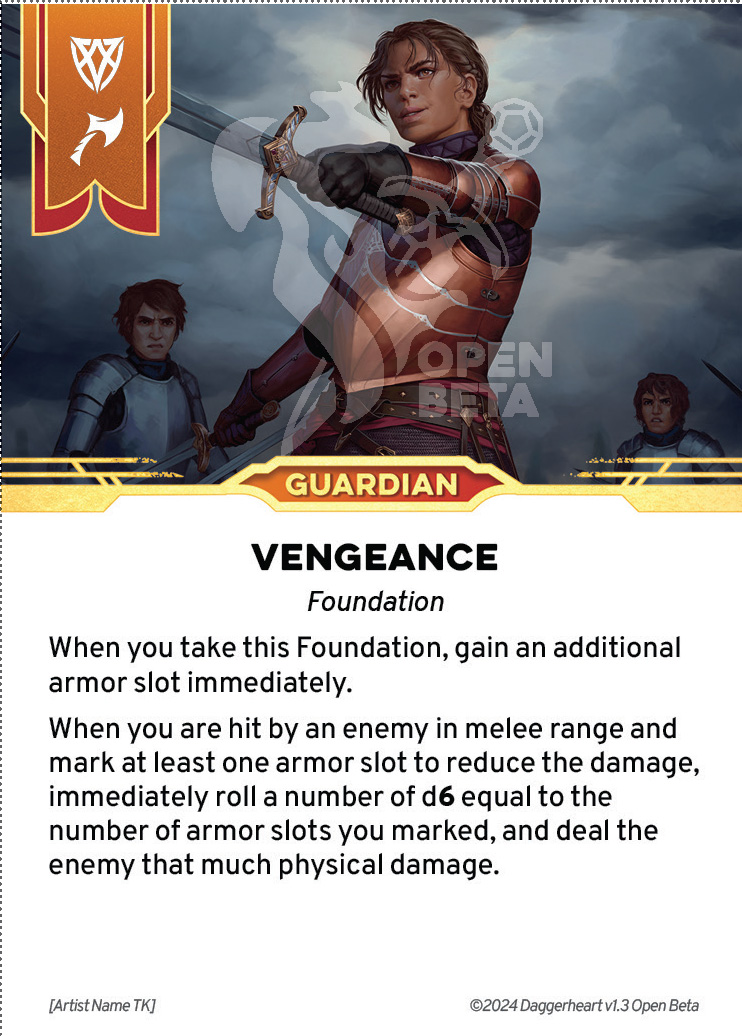 OPEN
BETA
GUARDIAN
VENGEANCE
Foundation
When you take this Foundation, gain an additional
armor slot immediately.
When you are hit by an enemy in melee range and
mark at least one armor slot to reduce the damage,
immediately roll a number of d6 equal to the
number of armor slots you marked, and deal the
enemy that much physical damage.
[Artist Name TK]
©2024 Daggerheart v1.3 Open Beta